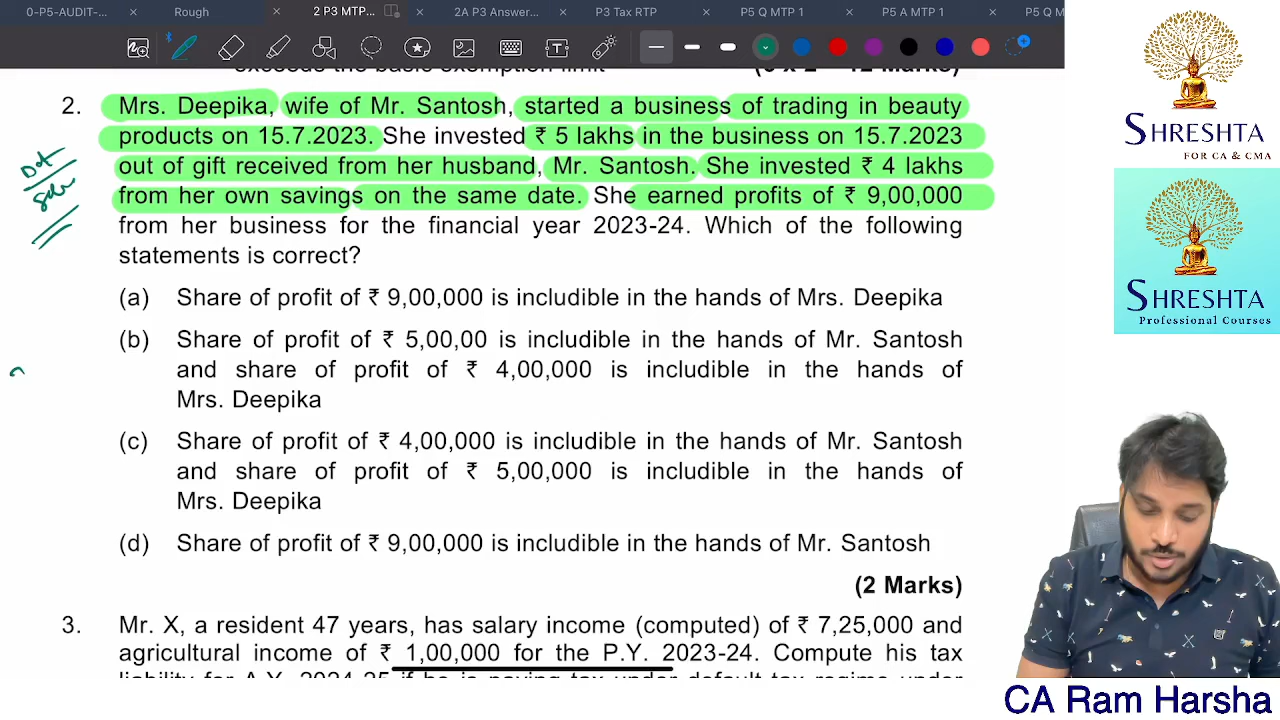 0-P5-AUDIT-
Rough
2 P3 MTP...
2A P3 Answer...
P3 Tax RTP
P5 Q MTP 1
P5 A MTP 1
P5 Q M
2. Mrs. Deepika, wife of Mr. Santosh, started a business of trading in beauty
products on 15.7.2023. She invested ₹ 5 lakhs in the business on 15.7.2023
out of gift received from her husband, Mr. Santosh. She invested ₹ 4 lakhs
from her own savings on the same date. She earned profits of ₹ 9,00,000
from her business for the financial year 2023-24. Which of the following
statements is correct?
(a) Share of profit of ₹ 9,00,000 is includible in the hands of Mrs. Deepika
(b) Share of profit of ₹ 5,00,00 is includible in the hands of Mr. Santosh
and share of profit of ₹ 4,00,000 is includible in the hands of
Mrs. Deepika
(c) Share of profit of ₹ 4,00,000 is includible in the hands of Mr. Santosh
and share of profit of ₹ 5,00,000 is includible in the hands of
Mrs. Deepika
(d) Share of profit of ₹ 9,00,000 is includible in the hands of Mr. Santosh
(2 Marks)
3. Mr. X, a resident 47 years, has salary income (computed) of ₹ 7,25,000 and
agricultural income of ₹ 1,00,000 for the P.Y. 2023-24. Compute his tax
SHRESHTA
FOR CA & CMA
SHRESHTA
Professional Courses
CA Ram Harsha